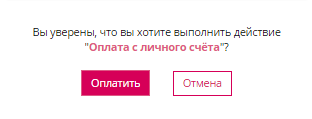 Вы уверены, что вы хотите выполнить действие
"Оплата с личного счёта"?
Оплатить
Отмена